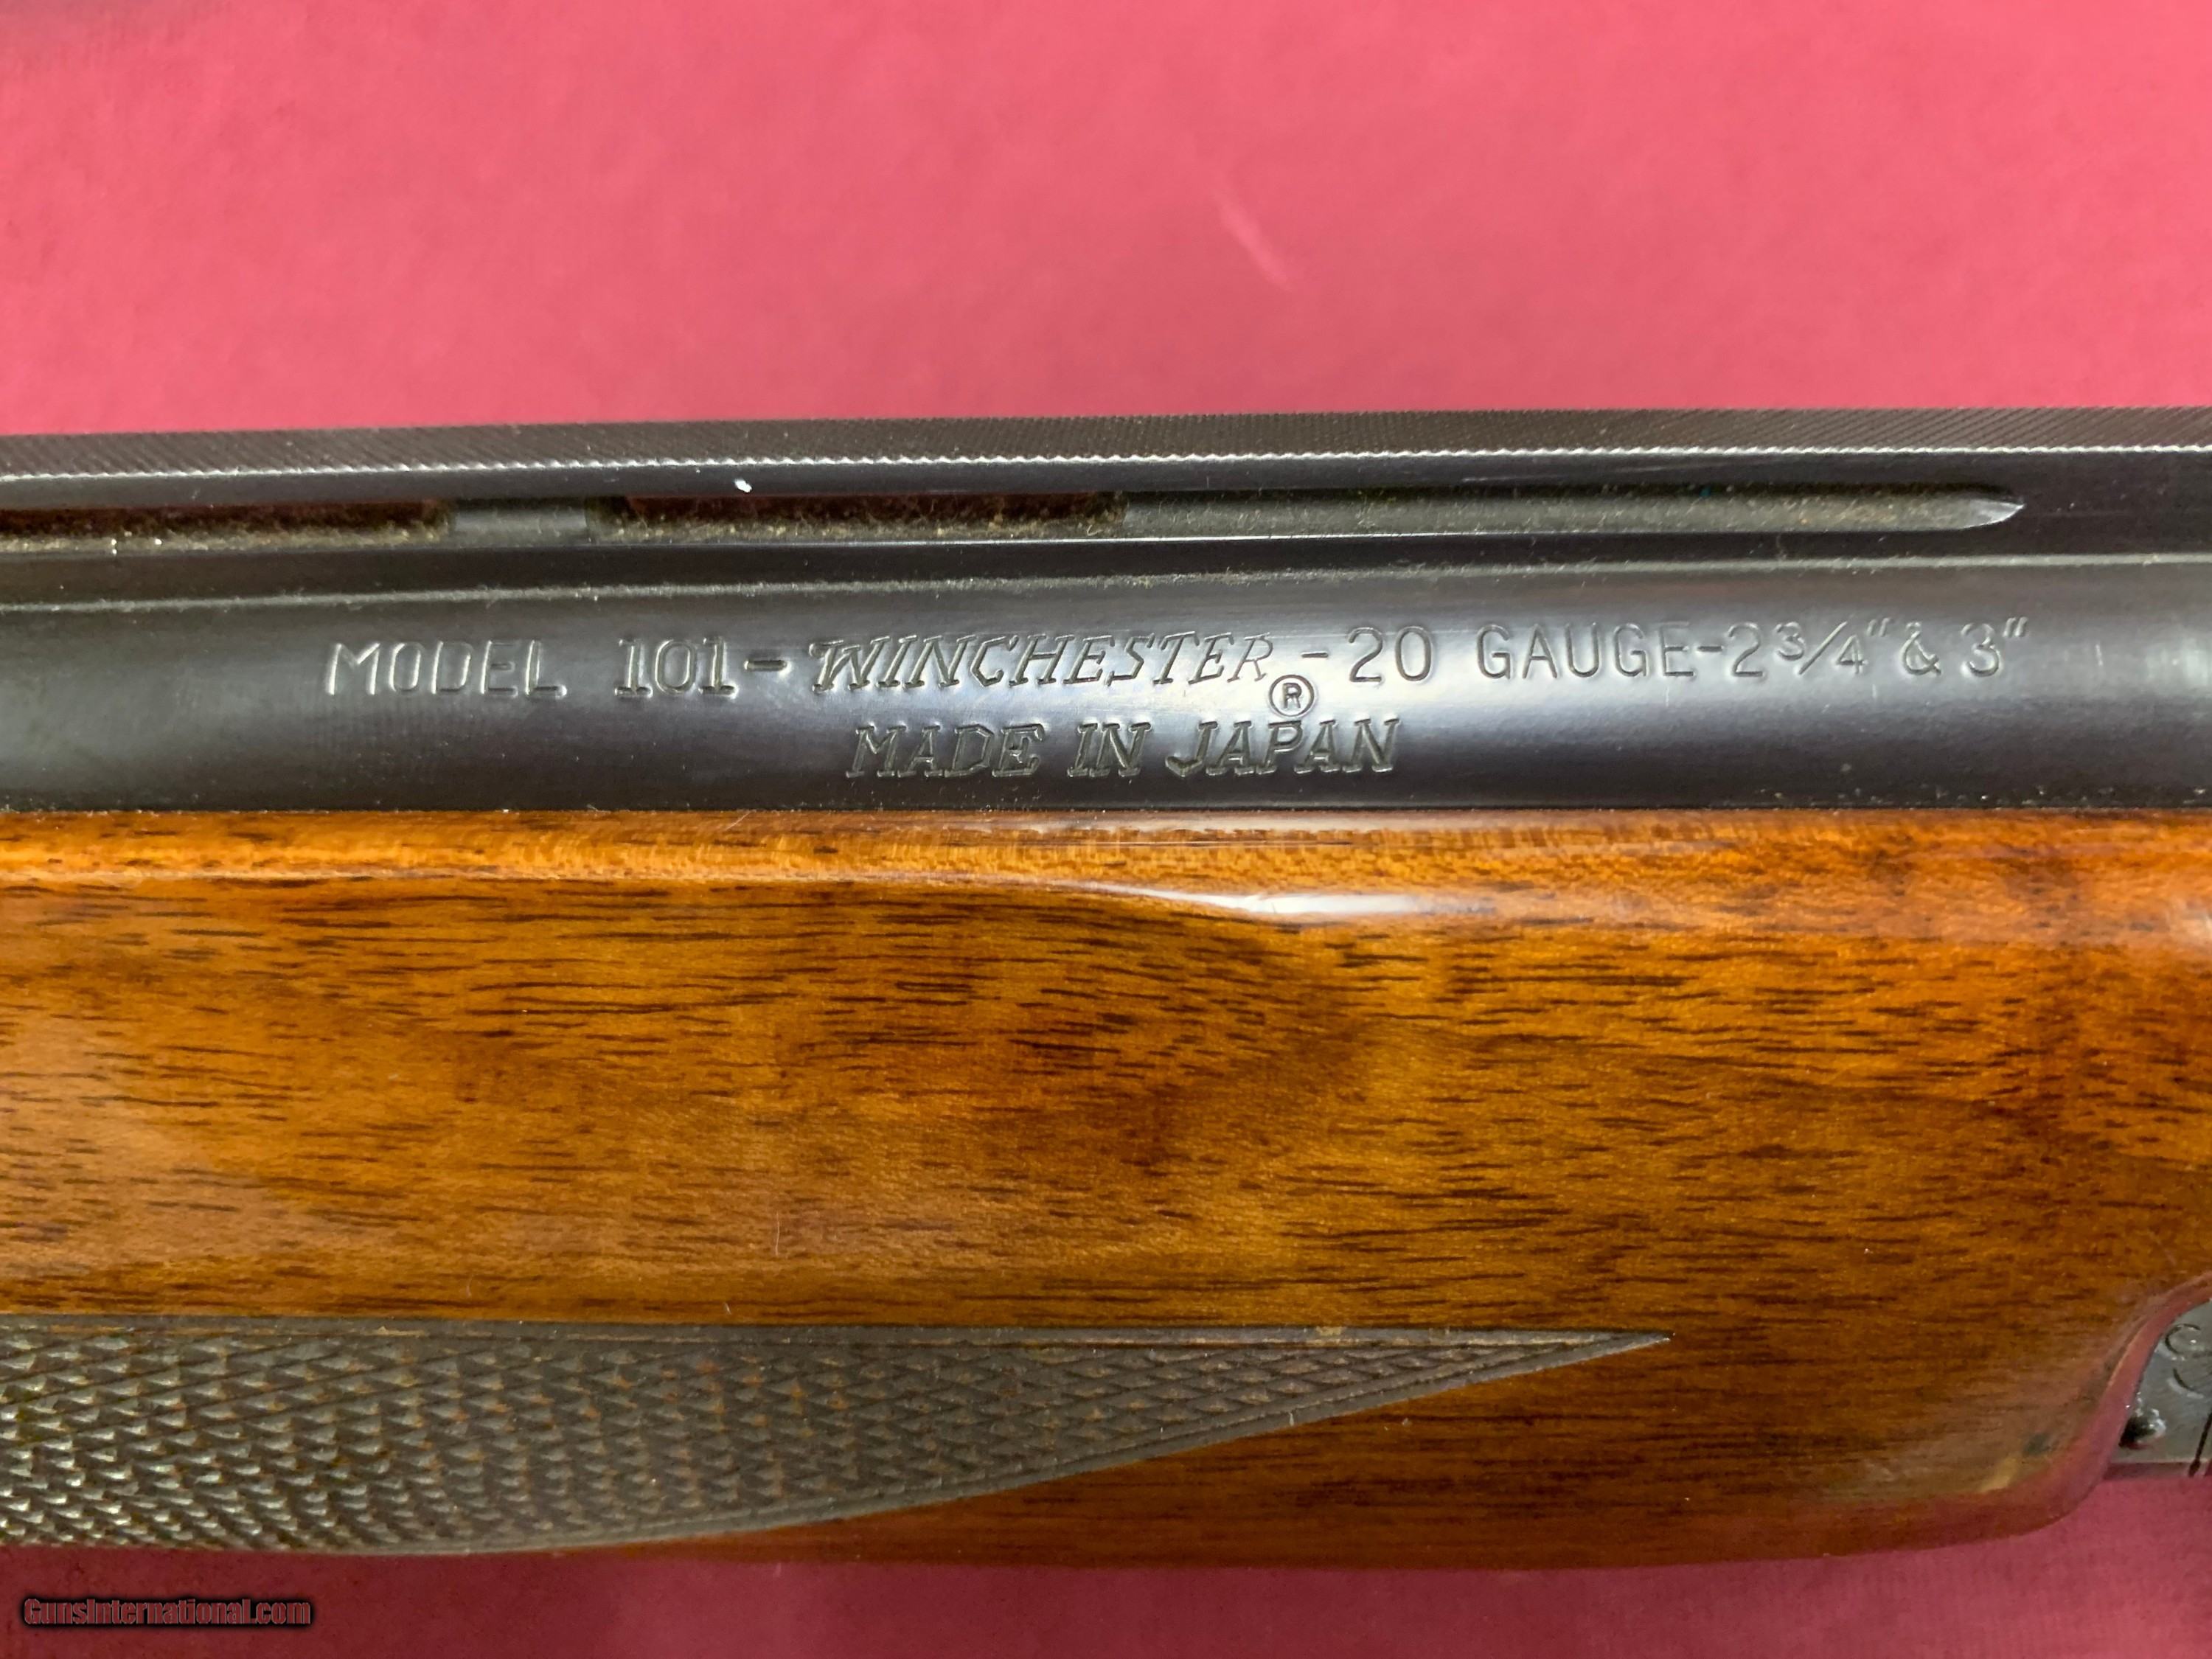 MODEL 101-WINCHESTER-20 GAUGE-2¾"&3"
®
MADE IN JAPAN
GunsInternational.com